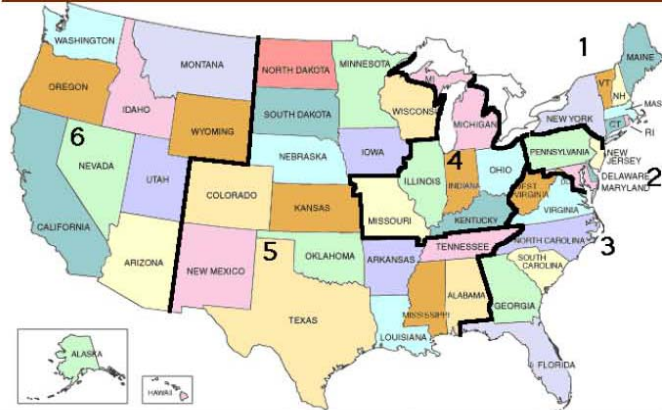 1
WASHINGTON
MAINE
MONTANA
NORTH DAKOTA
MINNESOTA
VT
NH
OREGON
MI
IDAHO
WISCONSIN
MAS
SOUTH DAKOTA
NEW YORK
CT
RI
MICHIGAN
WYOMING
6
IOWA
PENNSYLVANIA
NEW
JERSEY
NEBRASKA
4
OHIO
NEVADA
ILLINOIS
INDIANA
DELAWARE
2
UTAH
MARYLAND
WEST
VIRGINIA
COLORADO
VIRGINIA
KANSAS
MISSOURI
KENTUCKY
CALIFORNIA
NORTH CAROLINA
3
TENNESSEE
5
OKLAHOMA
ARIZONA
ARKANSAS
SOUTH
CAROLINA
NEW MEXICO
ALABAMA
GEORGIA
MISSISSIPPI
TEXAS
LOUISIANA
ALASKA
FLORIDA
HAWAII